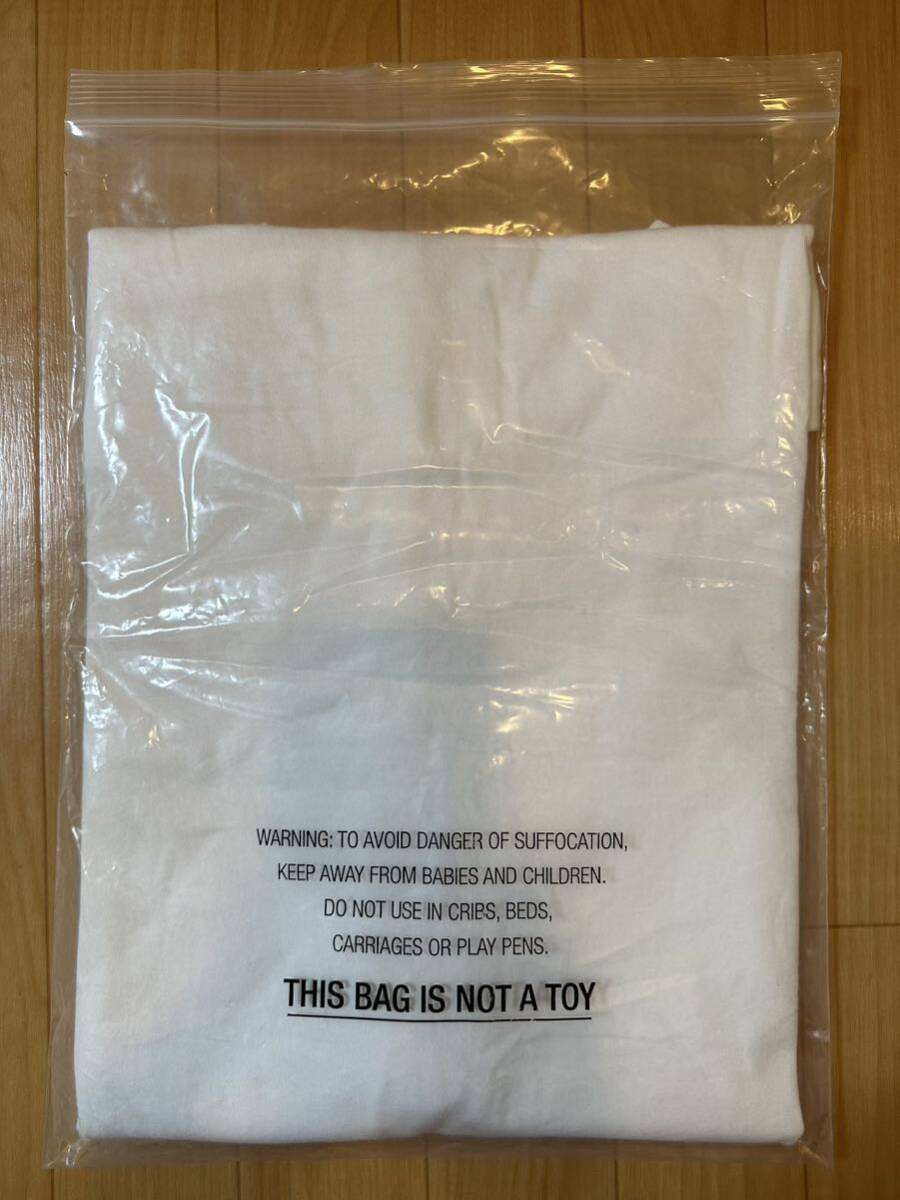 WARNING: TO AVOID DANGER OF SUFFOCATION,
KEEP AWAY FROM BABIES AND CHILDREN.
DO NOT USE IN CRIBS, BEDS,
CARRIAGES OR PLAY PENS.
THIS BAG IS NOT A TOY